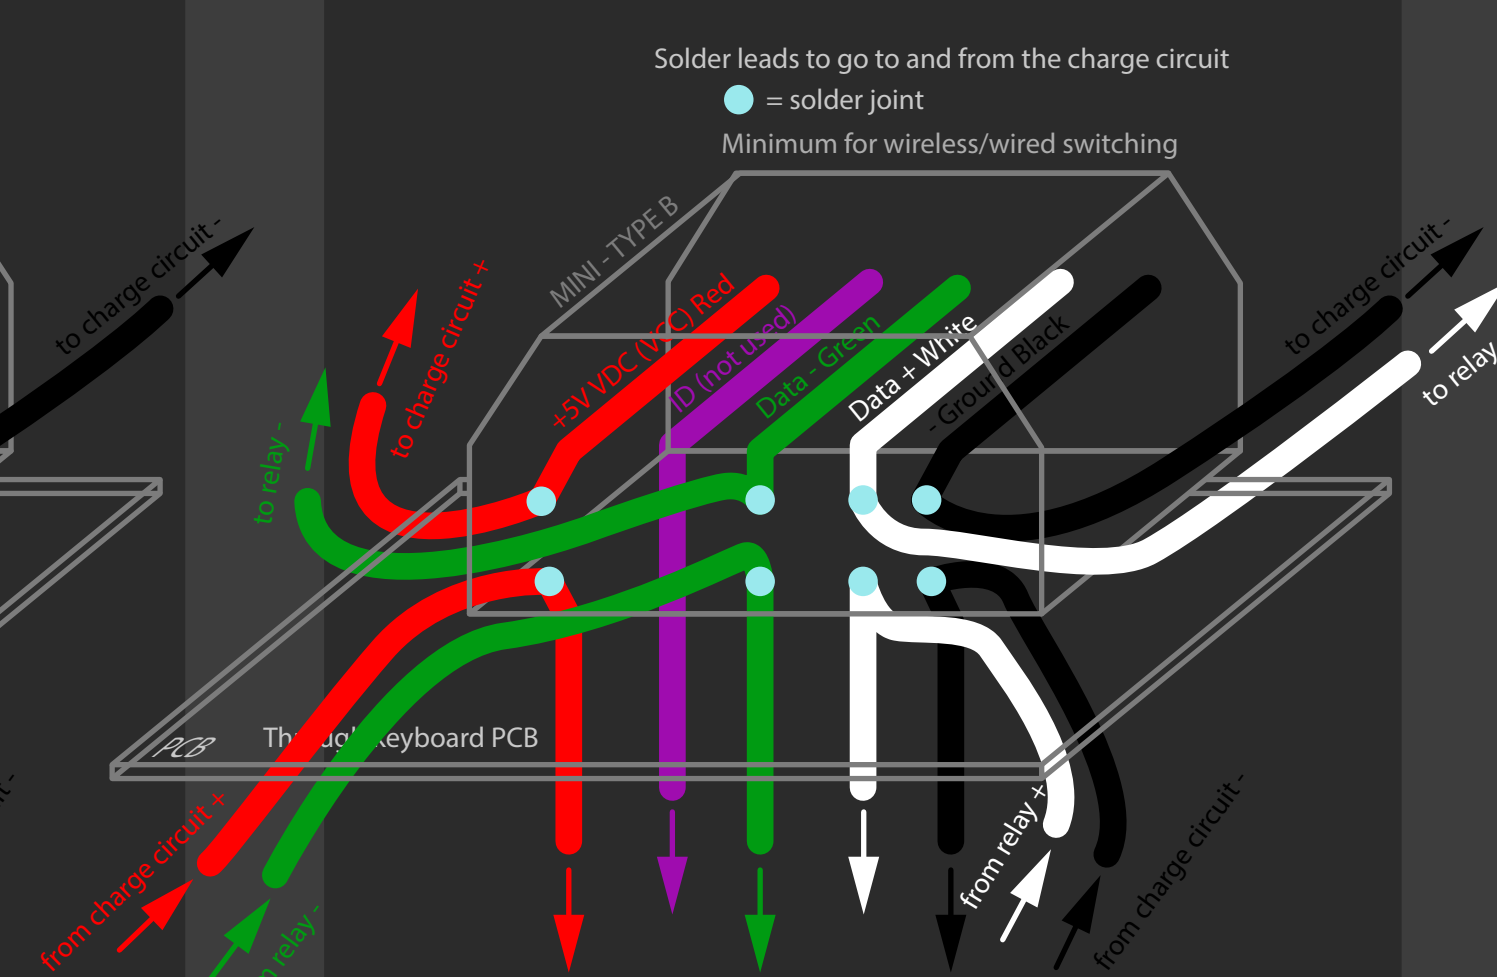 Solder leads to go to and from the charge circuit
= solder joint
Minimum for wireless/wired switching
MINI - TYPE B
to charge circuit -
to charge circuit +
to relay -
+5V VDC (VCC) Red
ID (not used)
Data - Green
Data + White
- Ground Black
to charge circuit -
to relay
PCB
Through keyboard PCB
from charge circuit +
relay -
from relay +
from charge circuit -